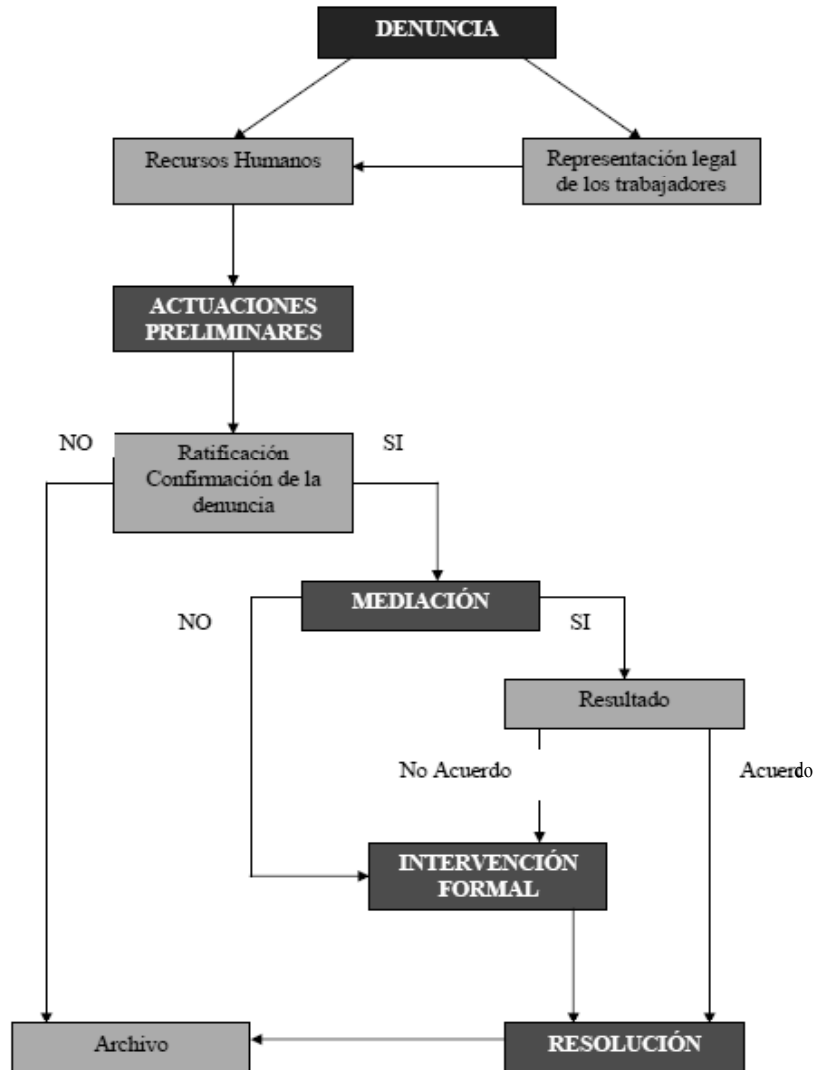 DENUNCIA
Recursos Humanos
Representación legal
de los trabajadores
ACTUACIONES
PRELIMINARES
NO
SI
Ratificación
Confirmación de la
denuncia
MEDIACIÓN
NO
SI
Resultado
No Acuerdo
Acuerdo
INTERVENCIÓN
FORMAL
Archivo
RESOLUCIÓN